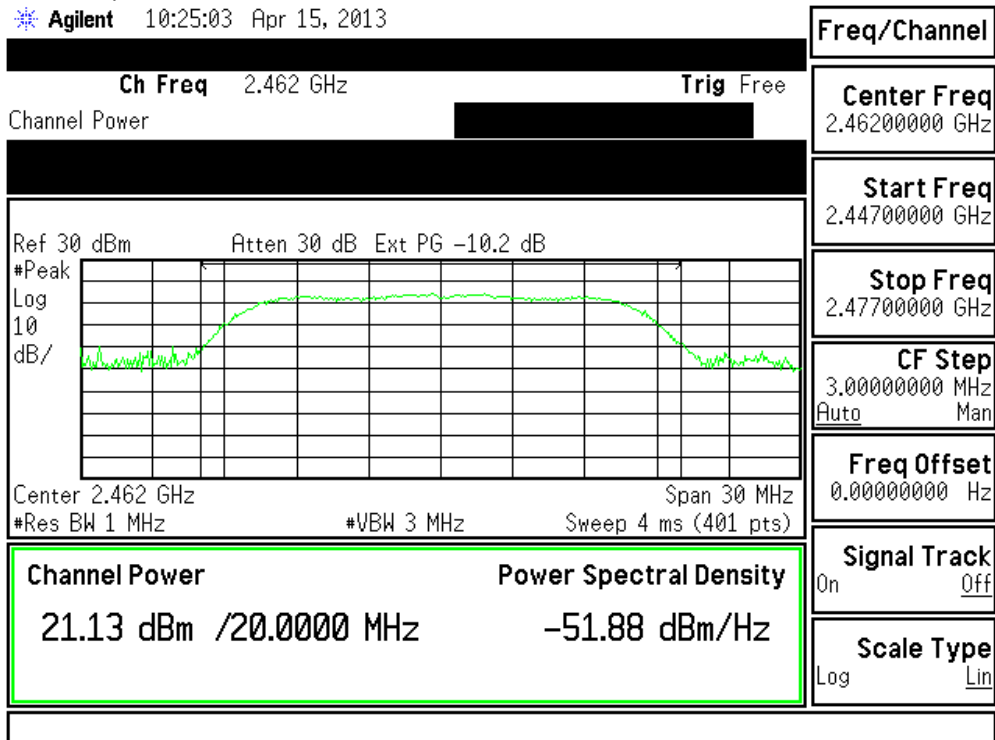 Agilent 10:25:03 Apr 15, 2013
Ch Freq 2.462 GHz Trig Free
Channel Power
Ref 30 dBm Atten 30 dB Ext PG -10.2 dB
#Peak
Log
10
dB/
Center 2.462 GHz Span 30 MHz
#Res BW 1 MHz #VBW 3 MHz Sweep 4 ms (401 pts)
Channel Power Power Spectral Density
21.13 dBm /20.0000 MHz -51.88 dBm/Hz
Freq/Channel
Center Freq
2.46200000 GHz
Start Freq
2.44700000 GHz
Stop Freq
2.47700000 GHz
CF Step
3.00000000 MHz
Auto Man
Freq Offset
0.00000000 Hz
Signal Track
On Off
Scale Type
Log Lin